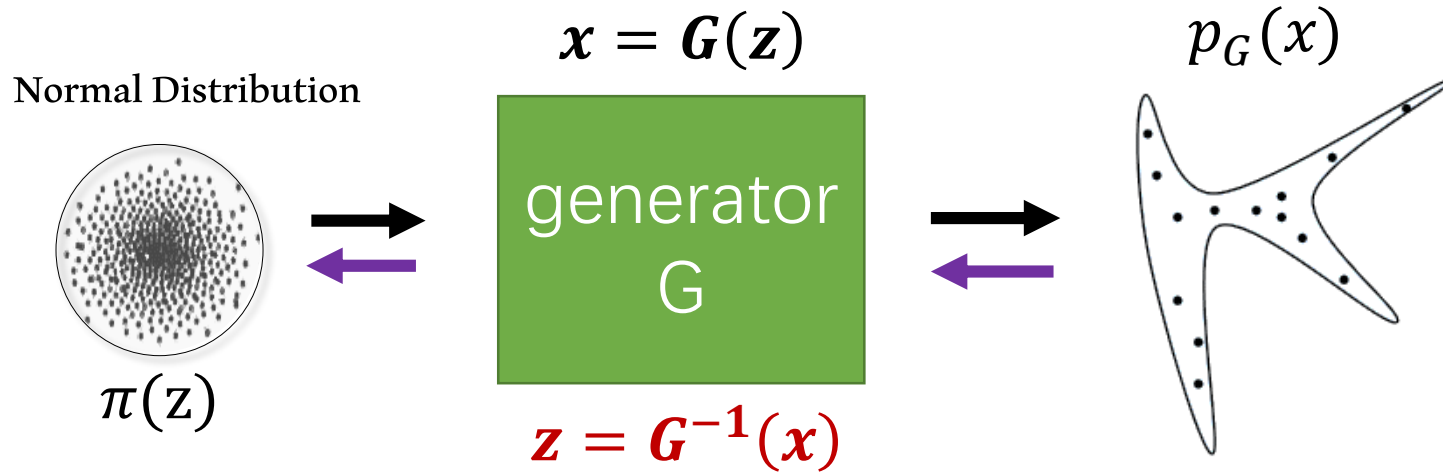 x = G(z)
p_G(x)
Normal Distribution
generator
G
π(z)
z = G⁻¹(x)